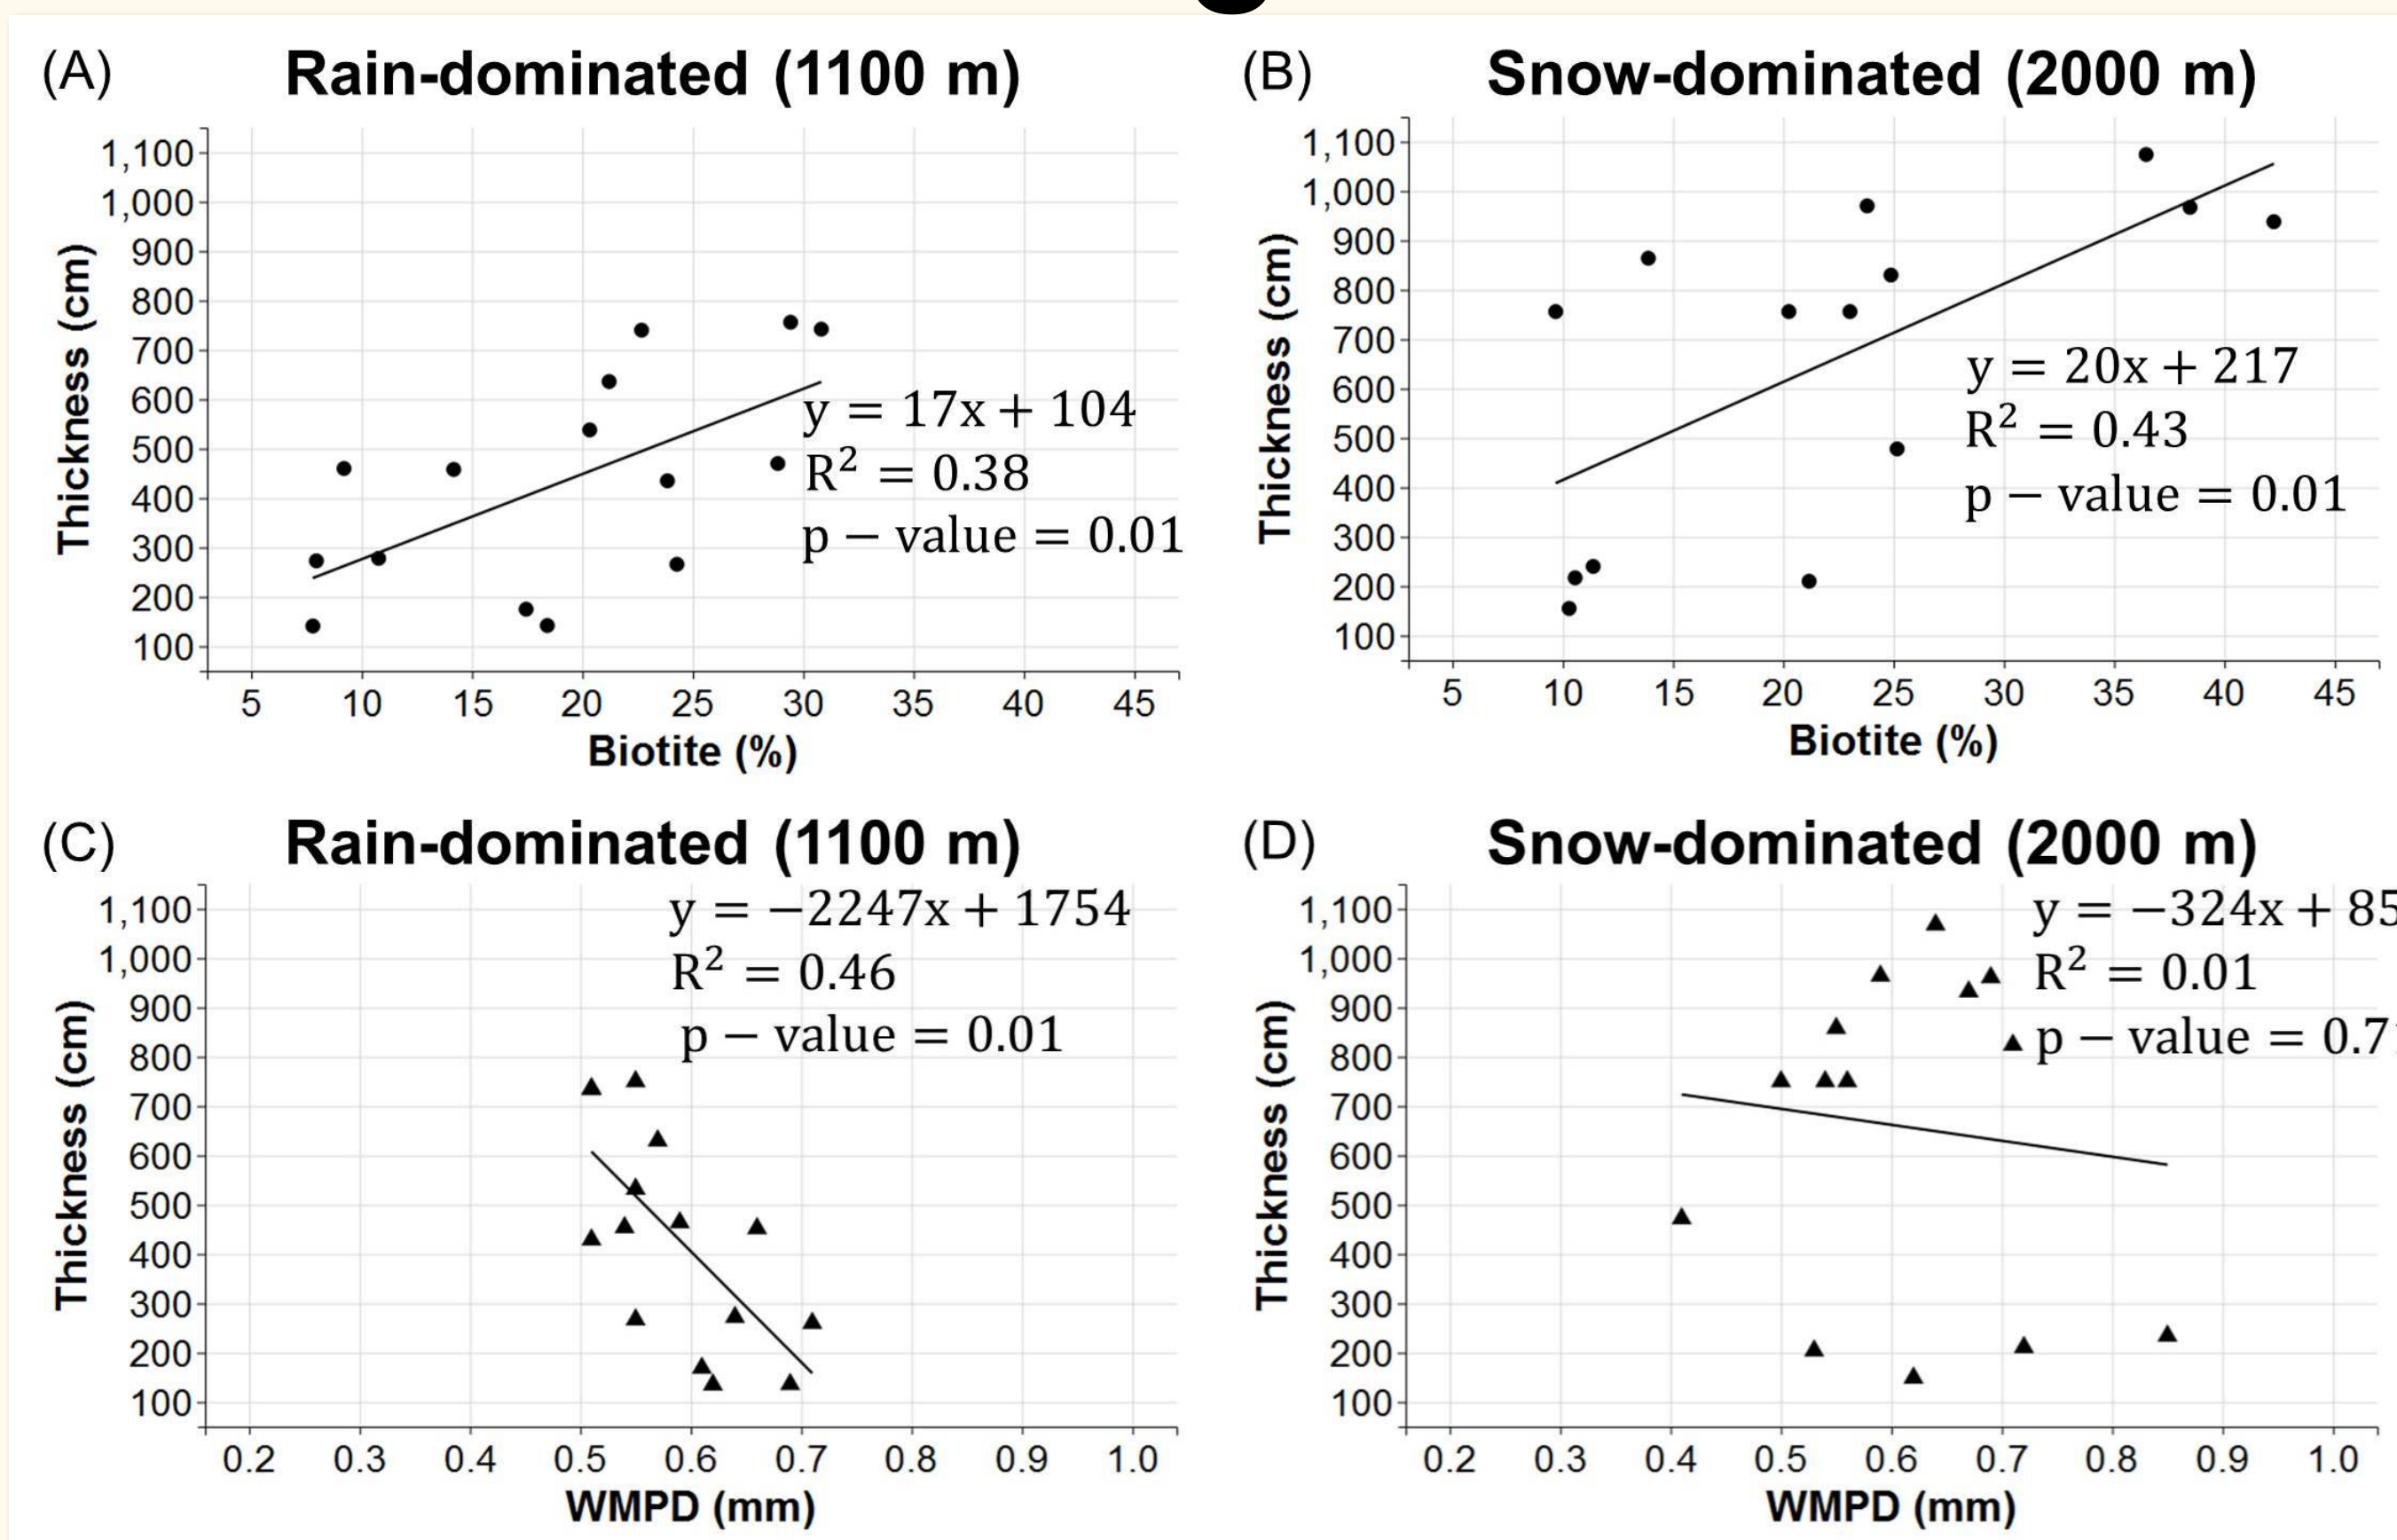 (A)
Rain-dominated (1100 m)
Thickness (cm)
1,100
1,000
900
800
700
600
500
400
300
200
100
y = 17x + 104
R² = 0.38
p − value = 0.01
5 10 15 20 25 30 35 40 45
Biotite (%)
(B)
Snow-dominated (2000 m)
Thickness (cm)
1,100
1,000
900
800
700
600
500
400
300
200
100
y = 20x + 217
R² = 0.43
p − value = 0.01
5 10 15 20 25 30 35 40 45
Biotite (%)
(C)
Rain-dominated (1100 m)
Thickness (cm)
1,100
1,000
900
800
700
600
500
400
300
200
100
y = −2247x + 1754
R² = 0.46
p − value = 0.01
0.2 0.3 0.4 0.5 0.6 0.7 0.8 0.9 1.0
WMPD (mm)
(D)
Snow-dominated (2000 m)
Thickness (cm)
1,100
1,000
900
800
700
600
500
400
300
200
100
y = −324x + 85
R² = 0.01
p − value = 0.7
0.2 0.3 0.4 0.5 0.6 0.7 0.8 0.9 1.0
WMPD (mm)